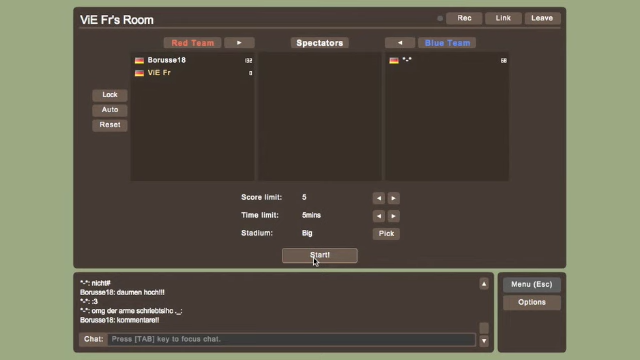 ViE Fr's Room
Rec
Link
Leave
Red Team
Spectators
Blue Team
Borusse18
ViE Fr
0
*-*
Lock
Auto
Reset
Score limit: 5
Time limit: 5mins
Stadium: Big
Pick
Start!
*-*: nicht#
Borusse18: daumen hoch!!!
*-*: :3
*-*: omg der arme schriebtsihc ._.
Borusse18: kommentare!!
Chat: Press [TAB] key to focus chat.
Menu (Esc)
Options